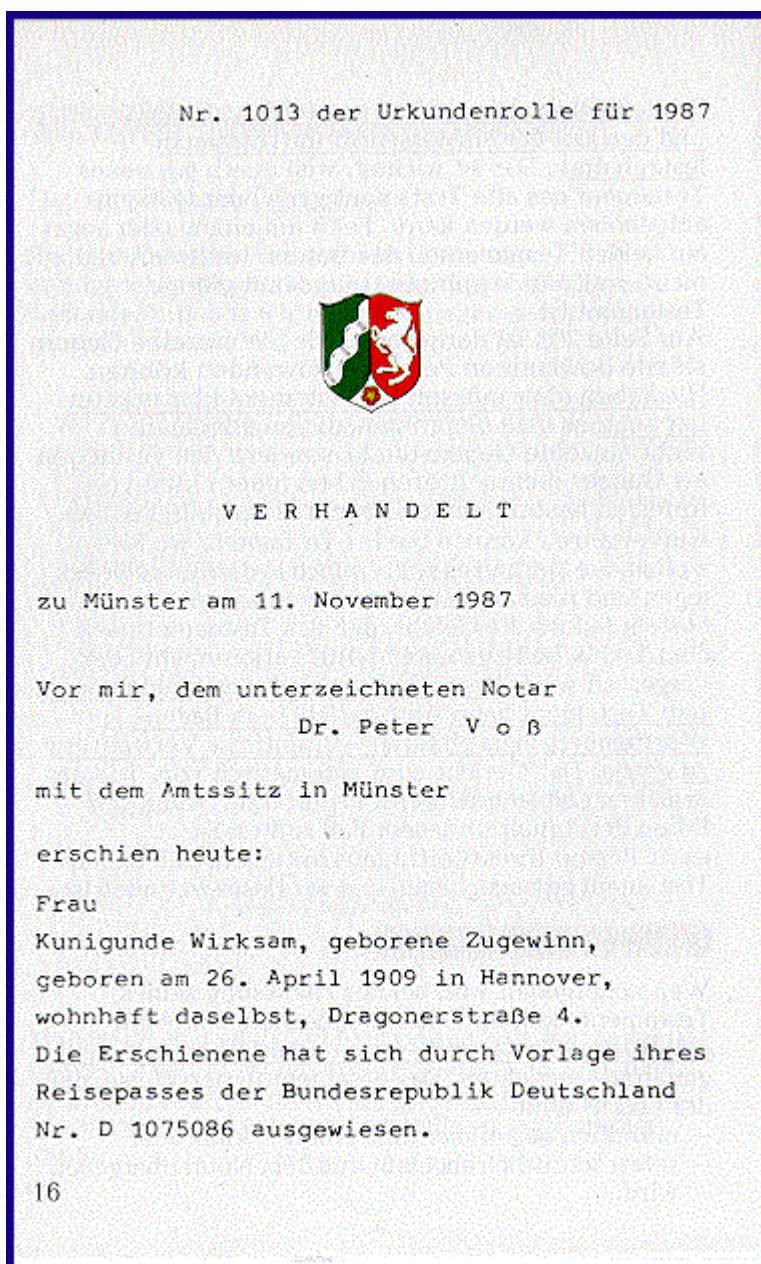 Nr. 1013 der Urkundenrolle für 1987
V E R H A N D E L T
zu Münster am 11. November 1987
Vor mir, dem unterzeichneten Notar
Dr. Peter V o ß
mit dem Amtssitz in Münster
erschien heute:
Frau
Kunigunde Wirksam, geborene Zugewinn,
geboren am 26. April 1909 in Hannover,
wohnhaft daselbst, Dragonerstraße 4.
Die Erschienene hat sich durch Vorlage ihres
Reisepasses der Bundesrepublik Deutschland
Nr. D 1075086 ausgewiesen.
16